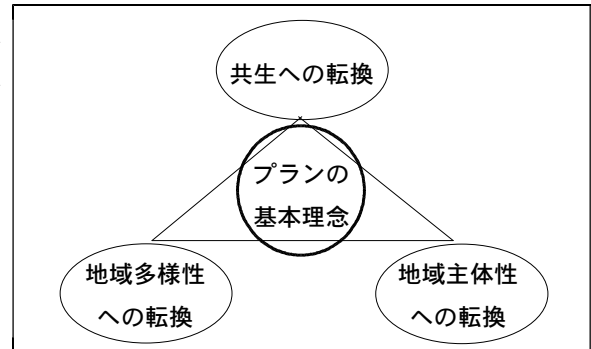 共生への転換
プランの
基本理念
地域多様性
への転換
地域主体性
への転換